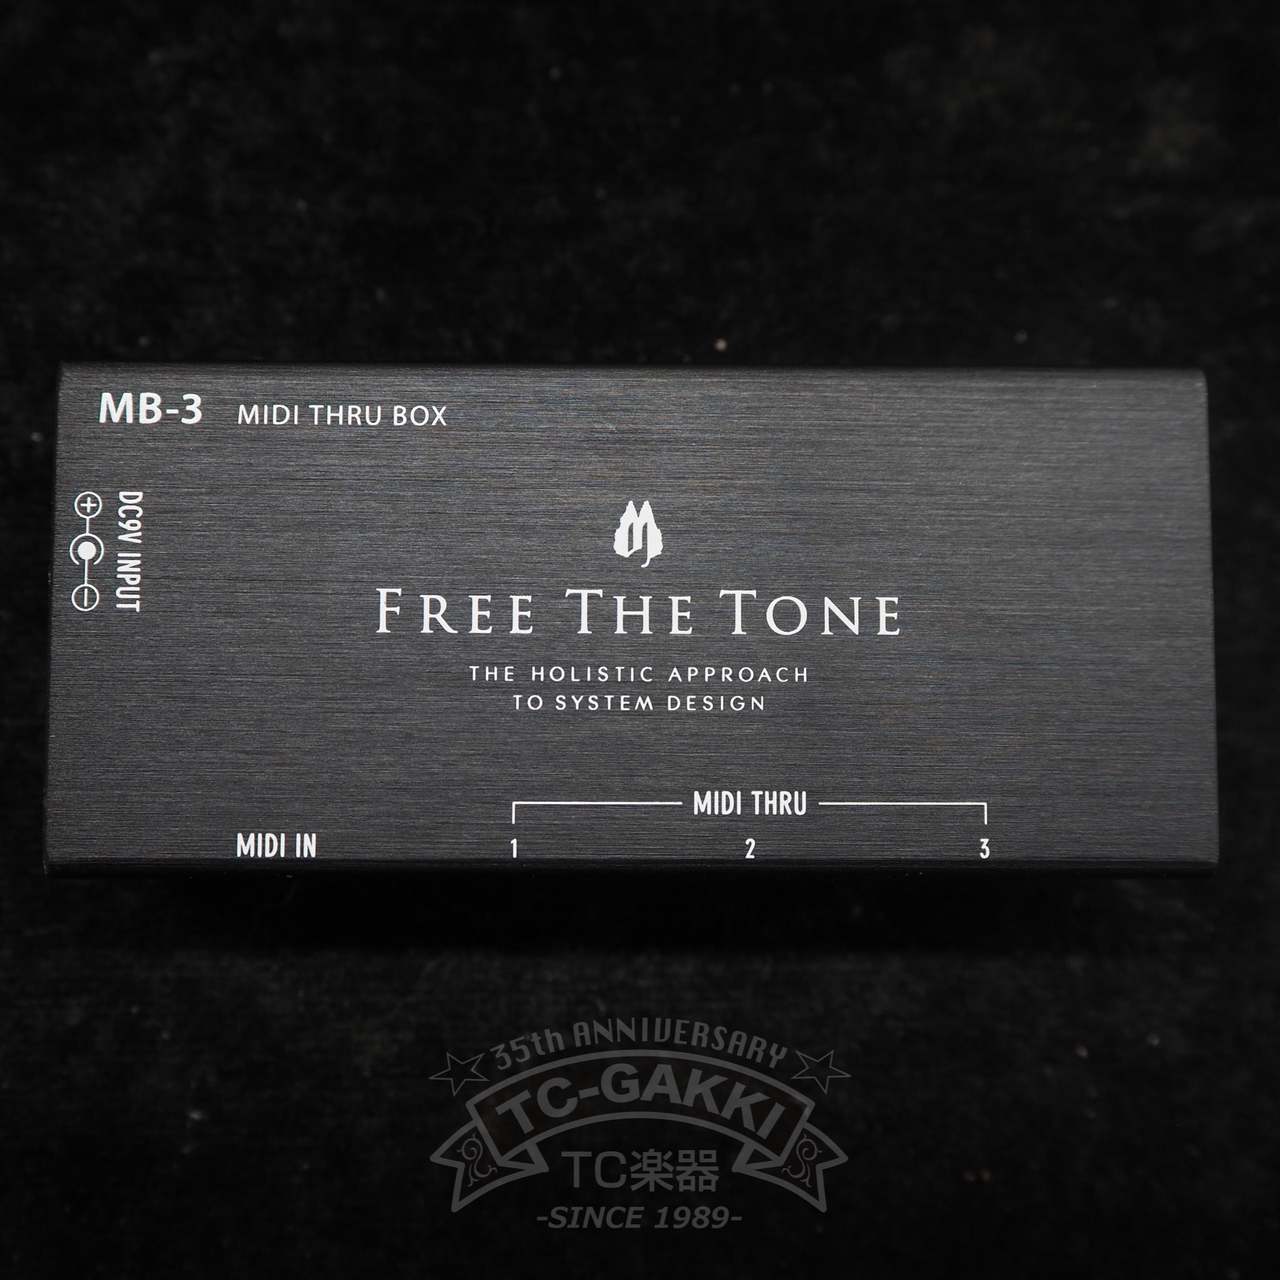 MB-3 MIDI THRU BOX
DC9V INPUT
FREE THE TONE
THE HOLISTIC APPROACH
TO SYSTEM DESIGN
MIDI THRU
MIDI IN 1 2 3
35th ANNIVERSARY
TC-GAKKI
TC楽器
-SINCE 1989-